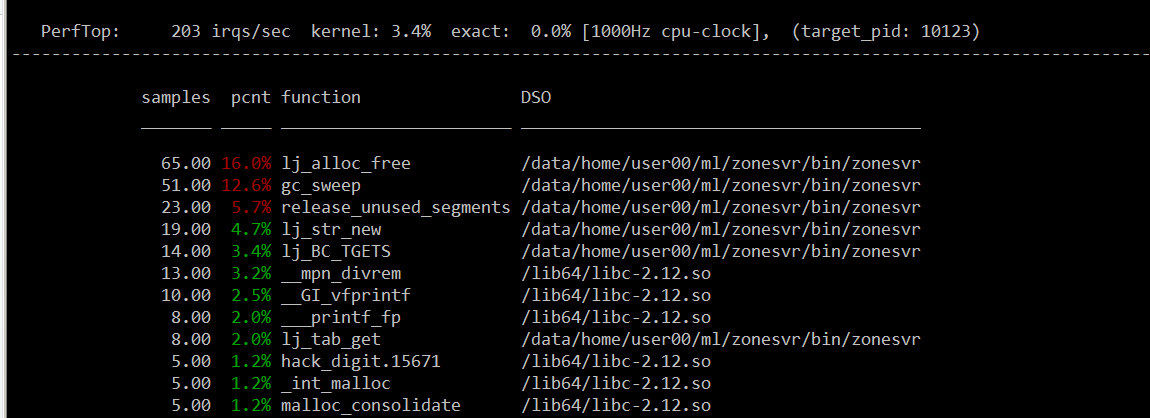 PerfTop: 203 irqs/sec kernel: 3.4% exact: 0.0% [1000Hz cpu-clock], (target_pid: 10123)
samples pcnt function DSO
65.00 16.0% lj_alloc_free /data/home/user00/ml/zonesvr/bin/zonesvr
51.00 12.6% gc_sweep /data/home/user00/ml/zonesvr/bin/zonesvr
23.00 5.7% release_unused_segments /data/home/user00/ml/zonesvr/bin/zonesvr
19.00 4.7% lj_str_new /data/home/user00/ml/zonesvr/bin/zonesvr
14.00 3.4% lj_BC_TGETS /data/home/user00/ml/zonesvr/bin/zonesvr
13.00 3.2% __mpn_divrem /lib64/libc-2.12.so
10.00 2.5% __GI_vfprintf /lib64/libc-2.12.so
8.00 2.0% ___printf_fp /lib64/libc-2.12.so
8.00 2.0% lj_tab_get /data/home/user00/ml/zonesvr/bin/zonesvr
5.00 1.2% hack_digit.15671 /lib64/libc-2.12.so
5.00 1.2% _int_malloc /lib64/libc-2.12.so
5.00 1.2% malloc_consolidate /lib64/libc-2.12.so